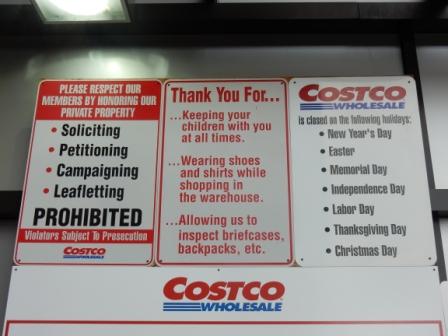 PLEASE RESPECT OUR
MEMBERS BY HONORING OUR
PRIVATE PROPERTY
• Soliciting
• Petitioning
• Campaigning
• Leafletting
PROHIBITED
Violators Subject To Prosecution
COSTCO
WHOLESALE
Thank You For...
...Keeping your
children with you
at all times.
...Wearing shoes
and shirts while
shopping in
the warehouse.
...Allowing us to
inspect briefcases,
backpacks, etc.
COSTCO
WHOLESALE
is closed on the following holidays:
• New Year's Day
• Easter
• Memorial Day
• Independence Day
• Labor Day
• Thanksgiving Day
• Christmas Day
COSTCO
WHOLESALE